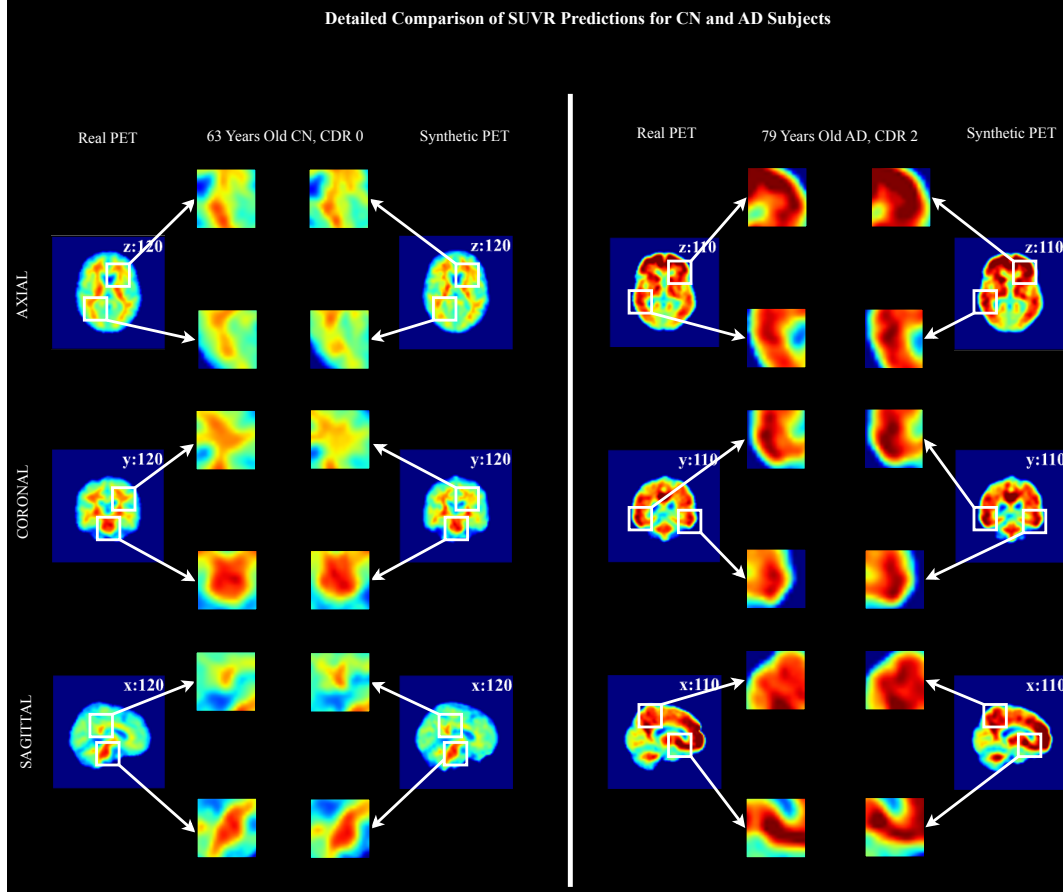 Detailed Comparison of SUVR Predictions for CN and AD Subjects
Real PET
63 Years Old CN, CDR 0
Synthetic PET
Real PET
79 Years Old AD, CDR 2
Synthetic PET
AXIAL
z:120
z:120
z:110
z:110
CORONAL
y:120
y:120
y:110
y:110
SAGITTAL
x:120
x:120
x:110
x:110